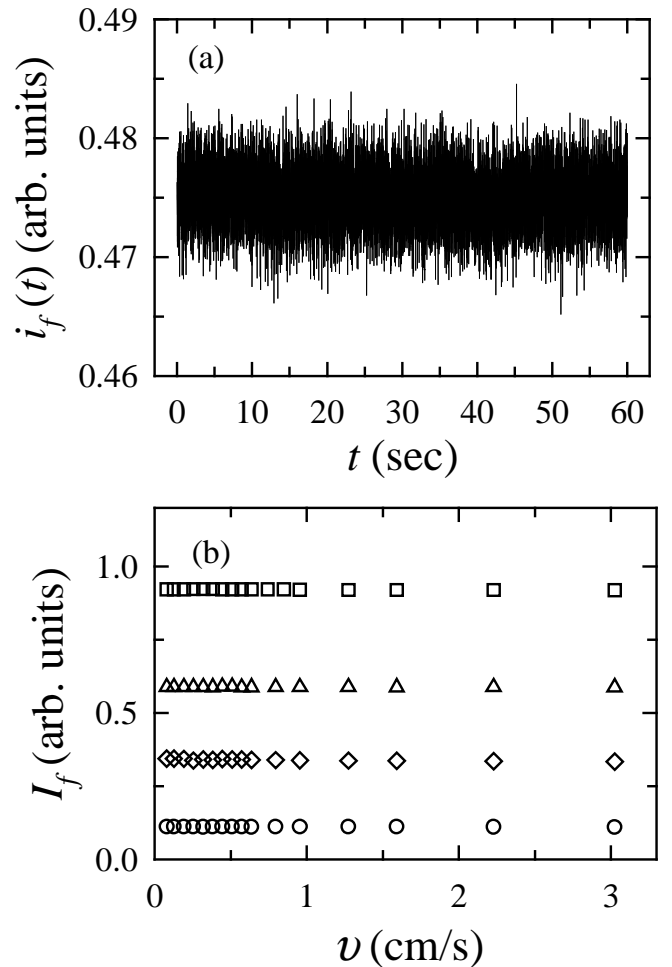 (a)
0.49
0.48
0.47
0.46
i_f (t) (arb. units)
0 10 20 30 40 50 60
t (sec)
(b)
1.0
0.5
0.0
I_f (arb. units)
0 1 2 3
υ (cm/s)